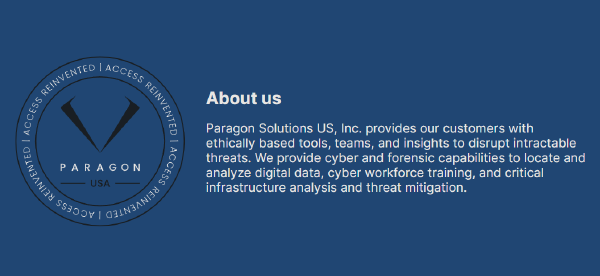 ACCESS REINVENTED | ACCESS REINVENTED | ACCESS REINVENTED | ACCESS REINVENTED |
PARAGON
USA
About us
Paragon Solutions US, Inc. provides our customers with
ethically based tools, teams, and insights to disrupt intractable
threats. We provide cyber and forensic capabilities to locate and
analyze digital data, cyber workforce training, and critical
infrastructure analysis and threat mitigation.